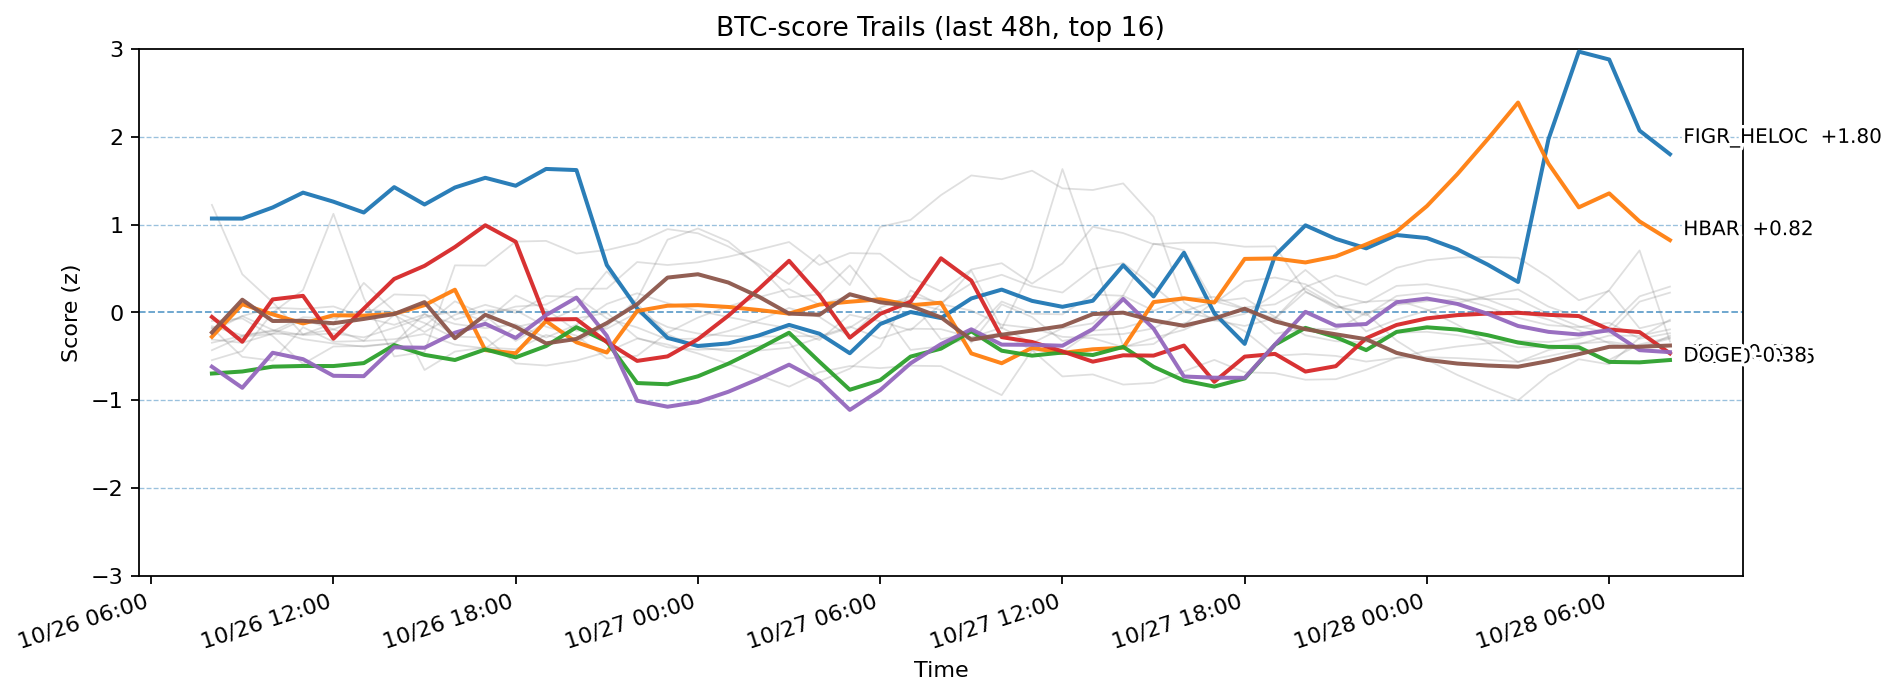 BTC-score Trails (last 48h, top 16)
3
2
1
0
−1
−2
−3
Score (z)
FIGR_HELOC +1.80
HBAR +0.82
DOGE -0.38
10/26 06:00
10/26 12:00
10/26 18:00
10/27 00:00
10/27 06:00
10/27 12:00
10/27 18:00
10/28 00:00
10/28 06:00
Time